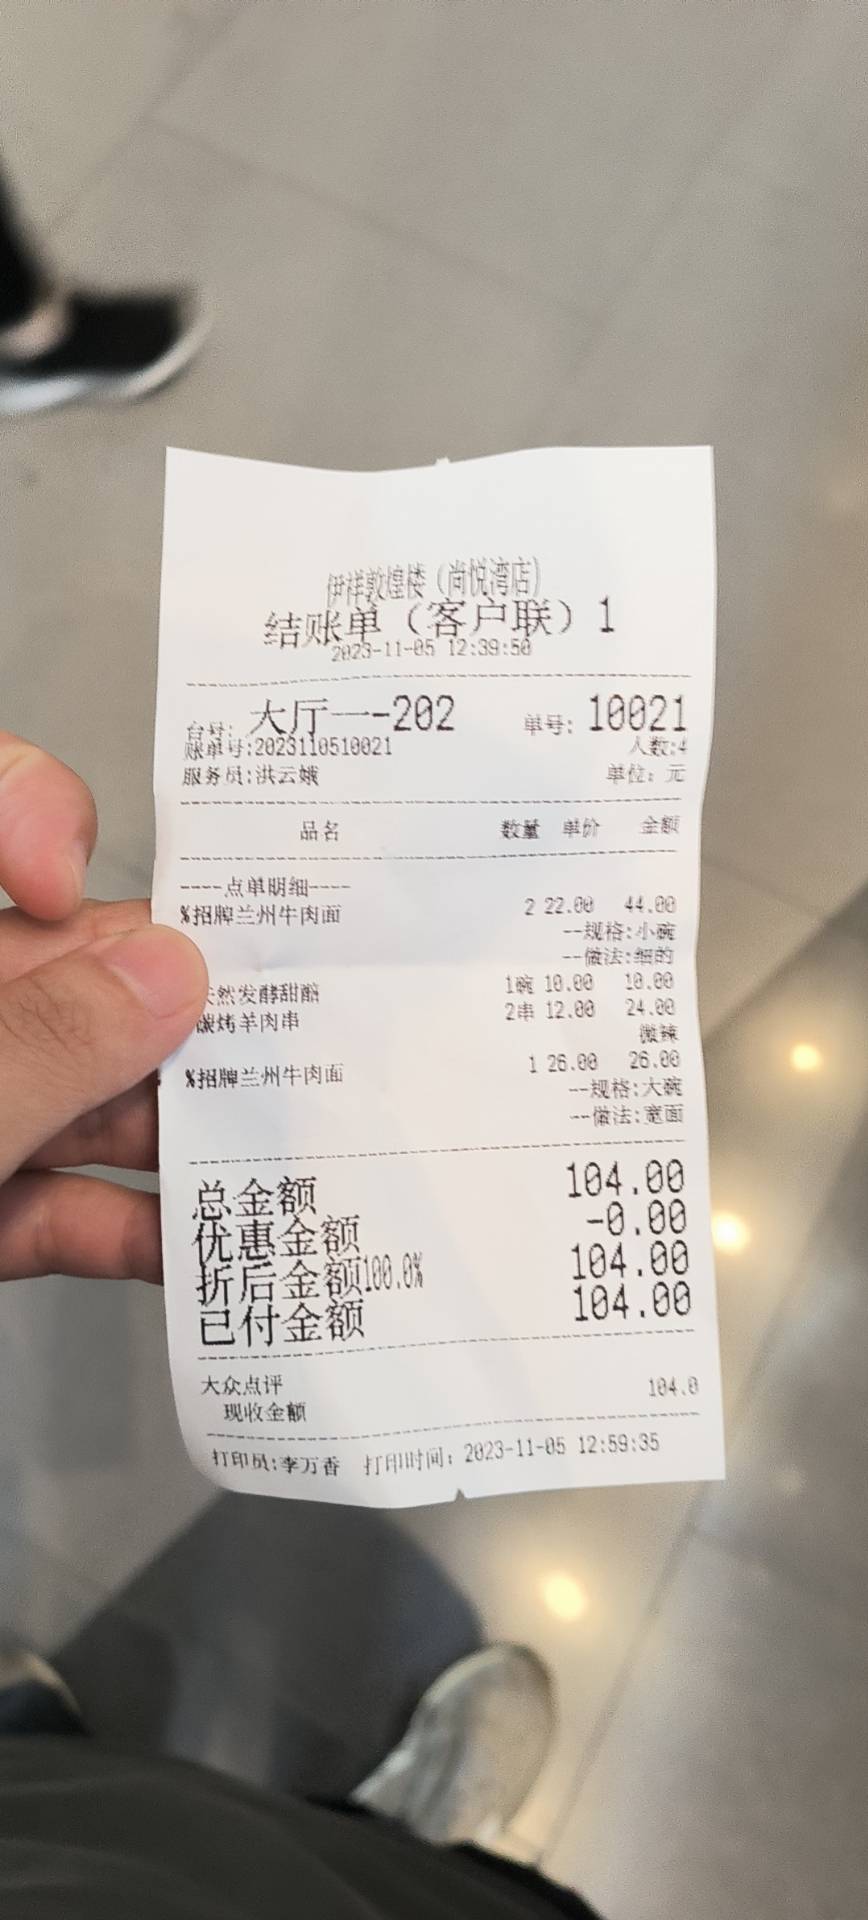 伊祥敦煌楼（尚悦湾店）
结账单（客户联）1
2023-11-05 12:39:50
台号: 大厅一-202 单号: 10021
账单号:2023110510021 人数:4
服务员:洪云娥 单位: 元
品名 数量 单价 金额
----点单明细----
%招牌兰州牛肉面 2 22.00 44.00
--规格:小碗
--做法:细的
天然发酵甜醅 1碗 10.00 10.00
碳烤羊肉串 2串 12.00 24.00
微辣
%招牌兰州牛肉面 1 26.00 26.00
--规格:大碗
--做法:宽面
总金额 104.00
优惠金额 -0.00
折后金额100.0% 104.00
已付金额 104.00
大众点评 104.0
现收金额
打印员:李万香 打印时间: 2023-11-05 12:59:35